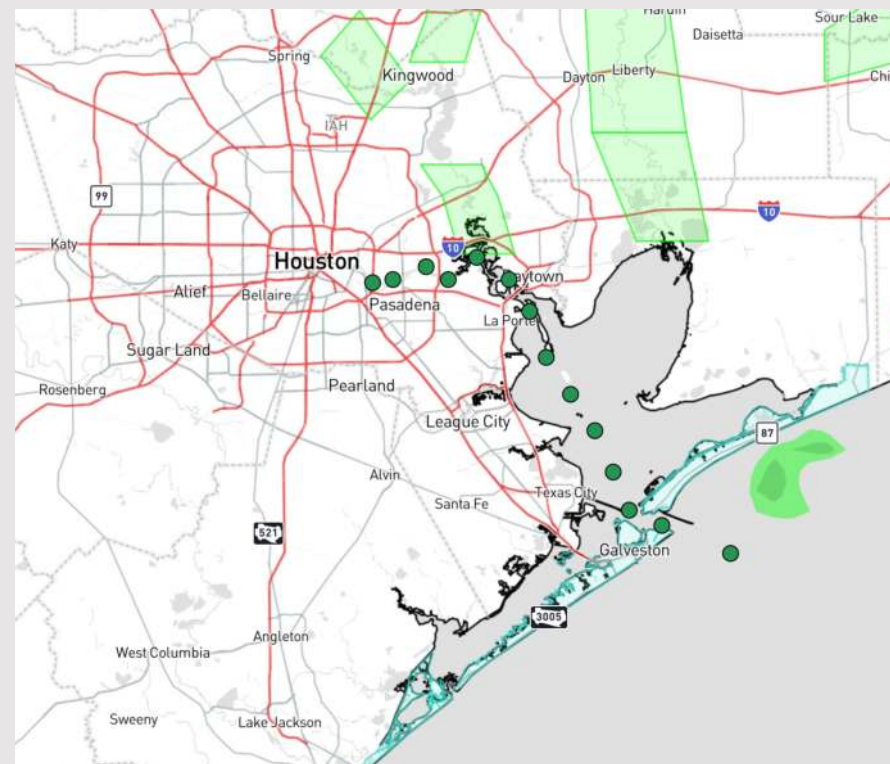 Hardin
Sour Lake
Daisetta
Spring
Kingwood
Dayton
Liberty
IAH
99
10
10
Katy
Houston
Alief
Bellaire
Pasadena
La Porte
Sugar Land
Rosenberg
Pearland
League City
87
Alvin
Santa Fe
Texas City
521
Galveston
3005
Angleton
West Columbia
Sweeny
Lake Jackson